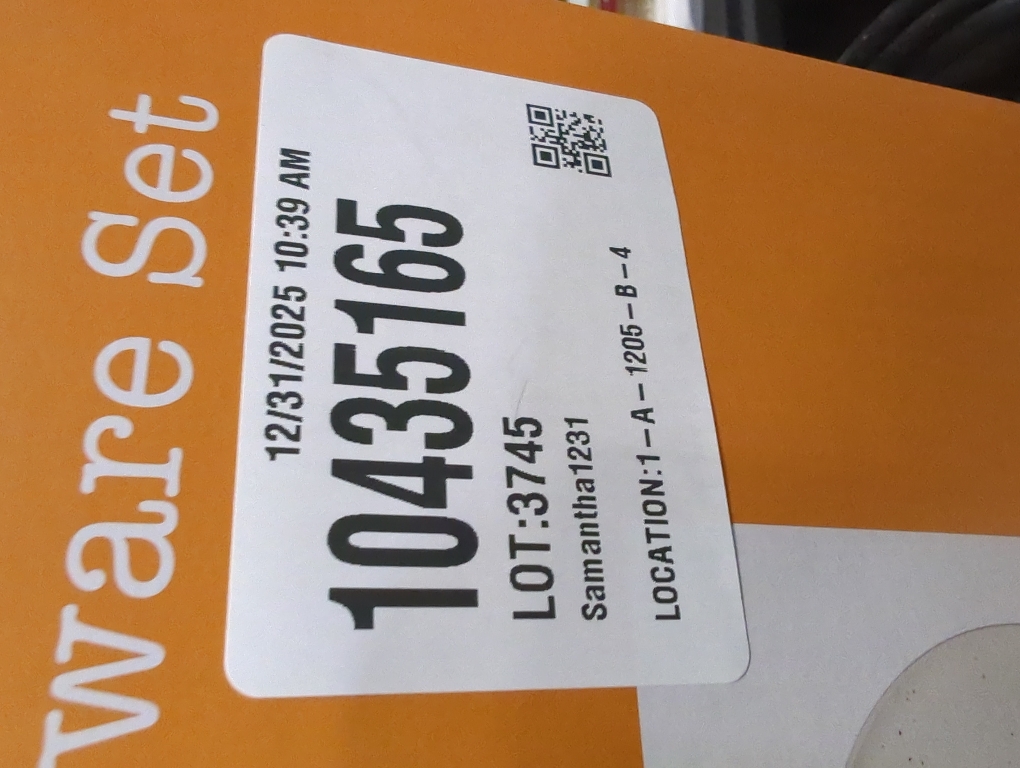 ware Set
12/31/2025 10:39 AM
10435165
LOT:3745
Samantha1231
LOCATION:1-A-1205-B-4